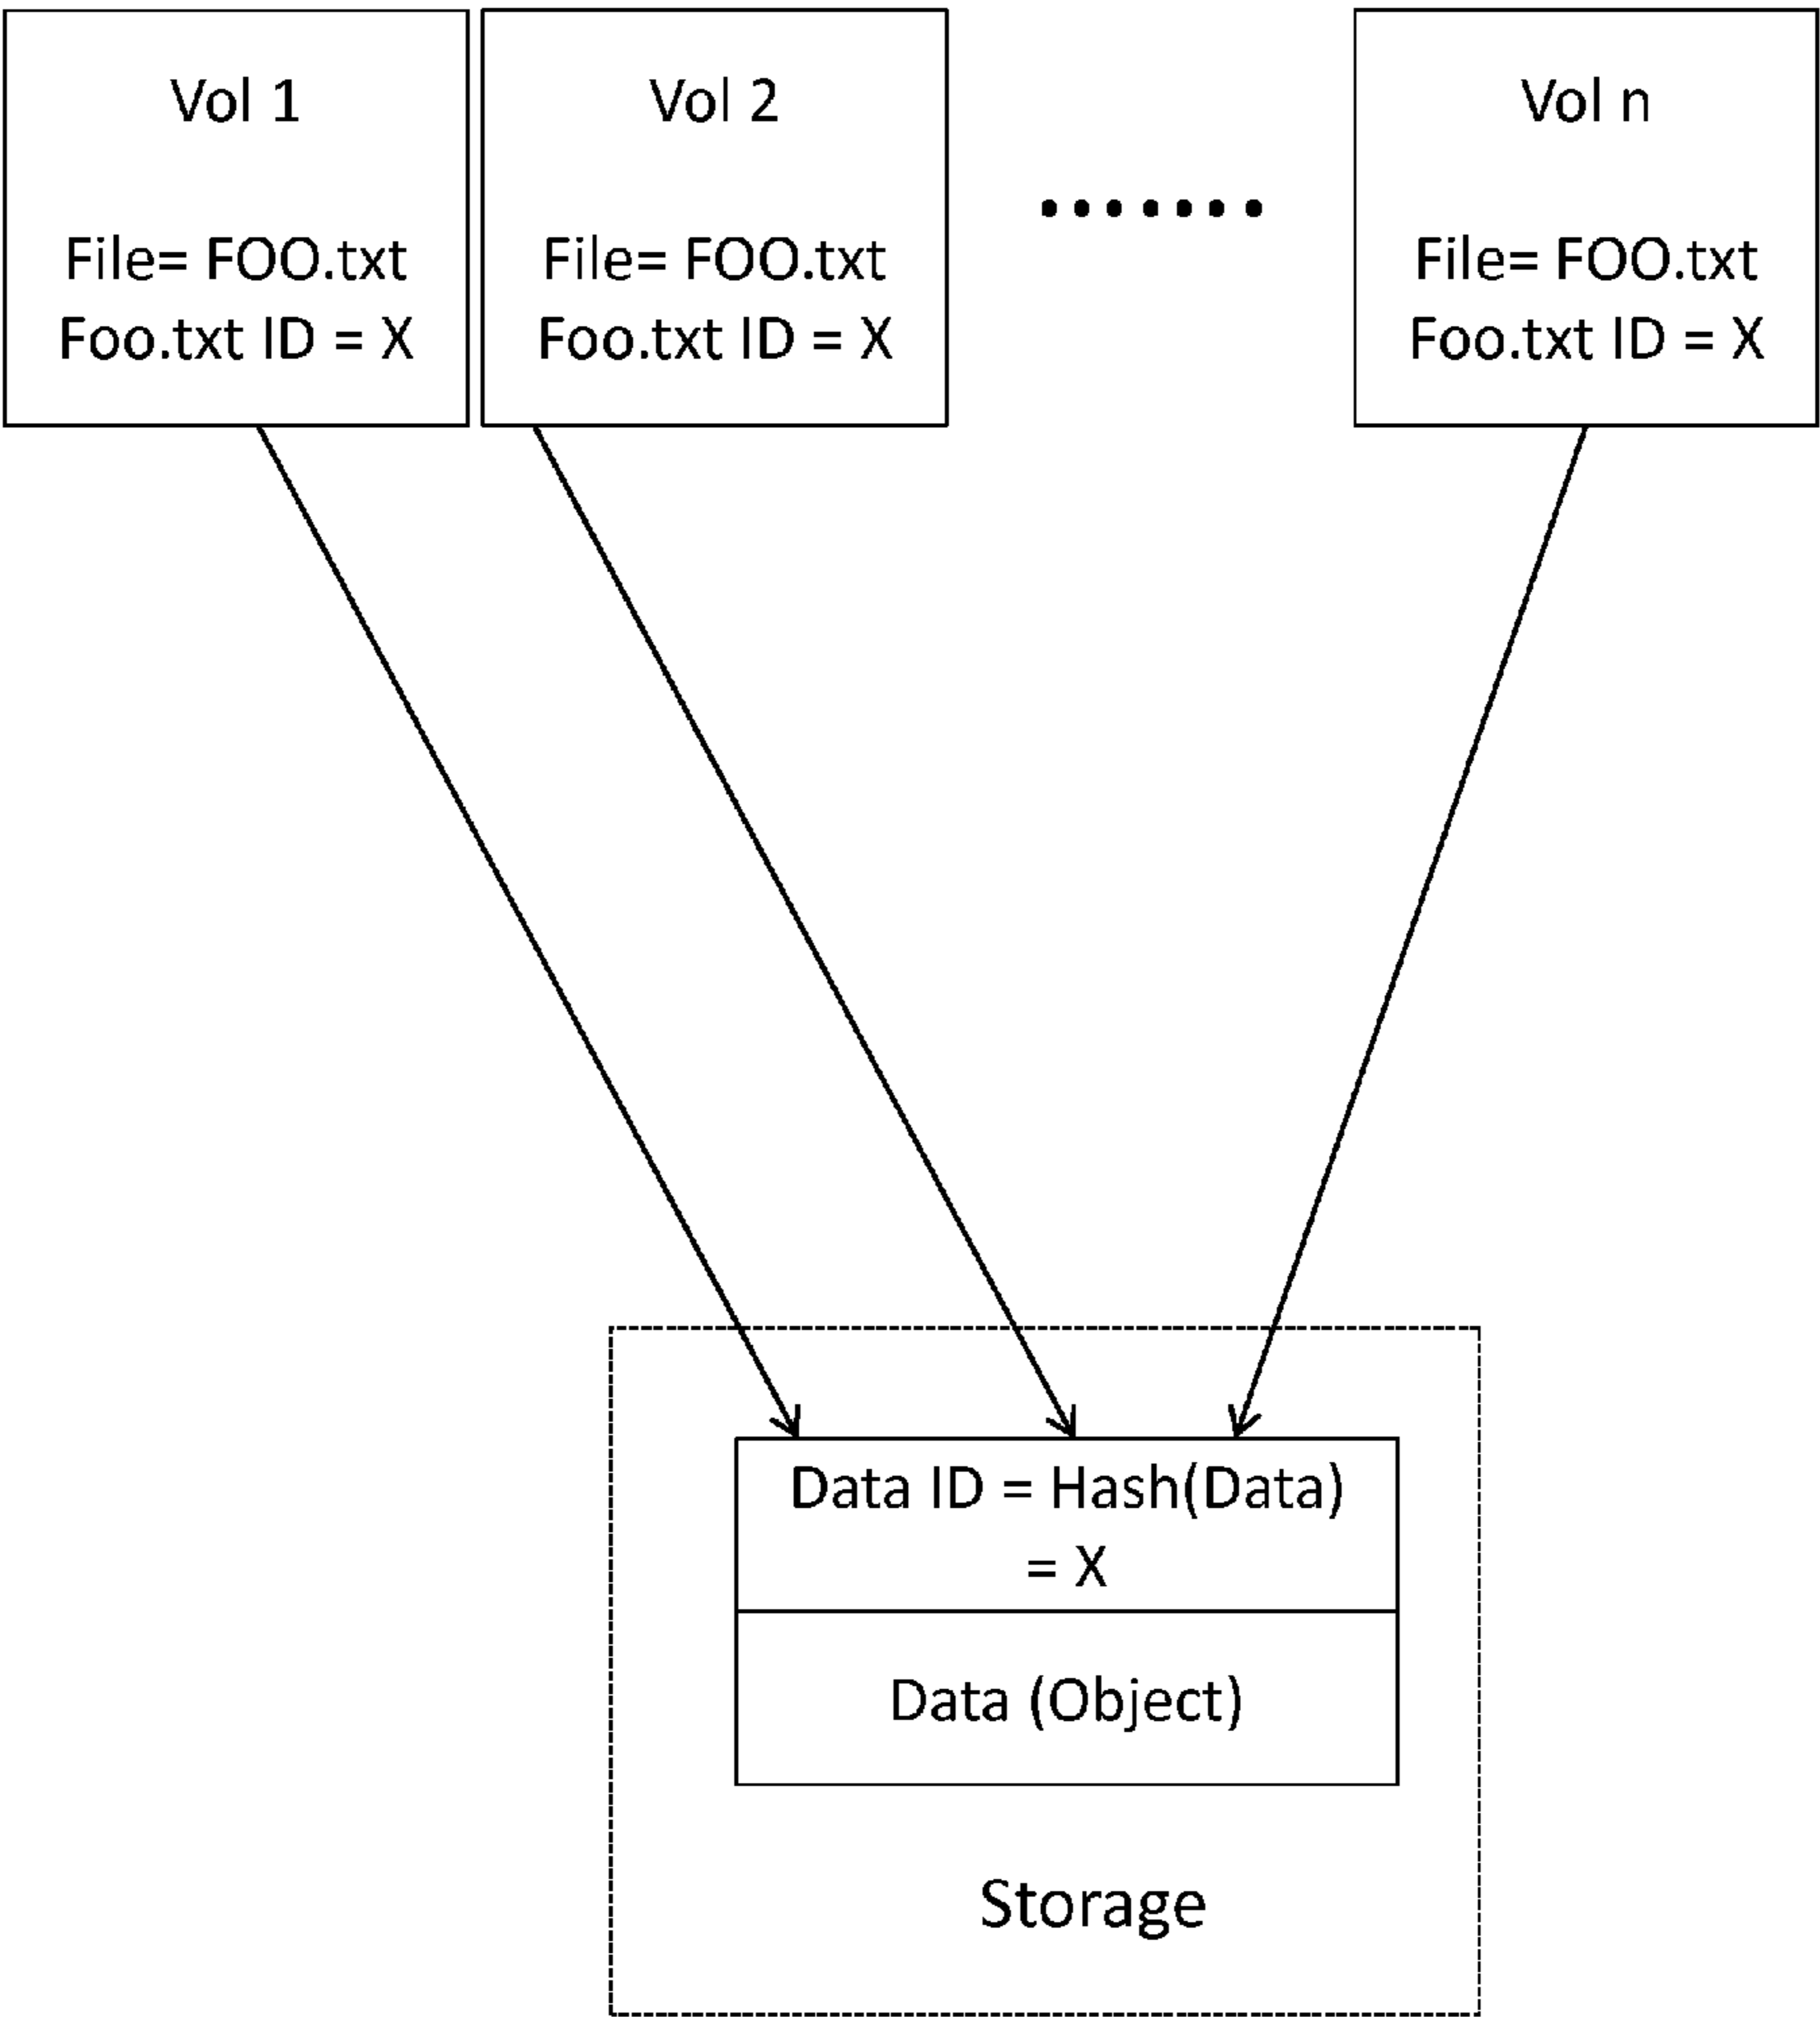 Vol 1
File= FOO.txt
Foo.txt ID = X
Vol 2
File= FOO.txt
Foo.txt ID = X
.......
Vol n
File= FOO.txt
Foo.txt ID = X
Data ID = Hash(Data)
= X
Data (Object)
Storage